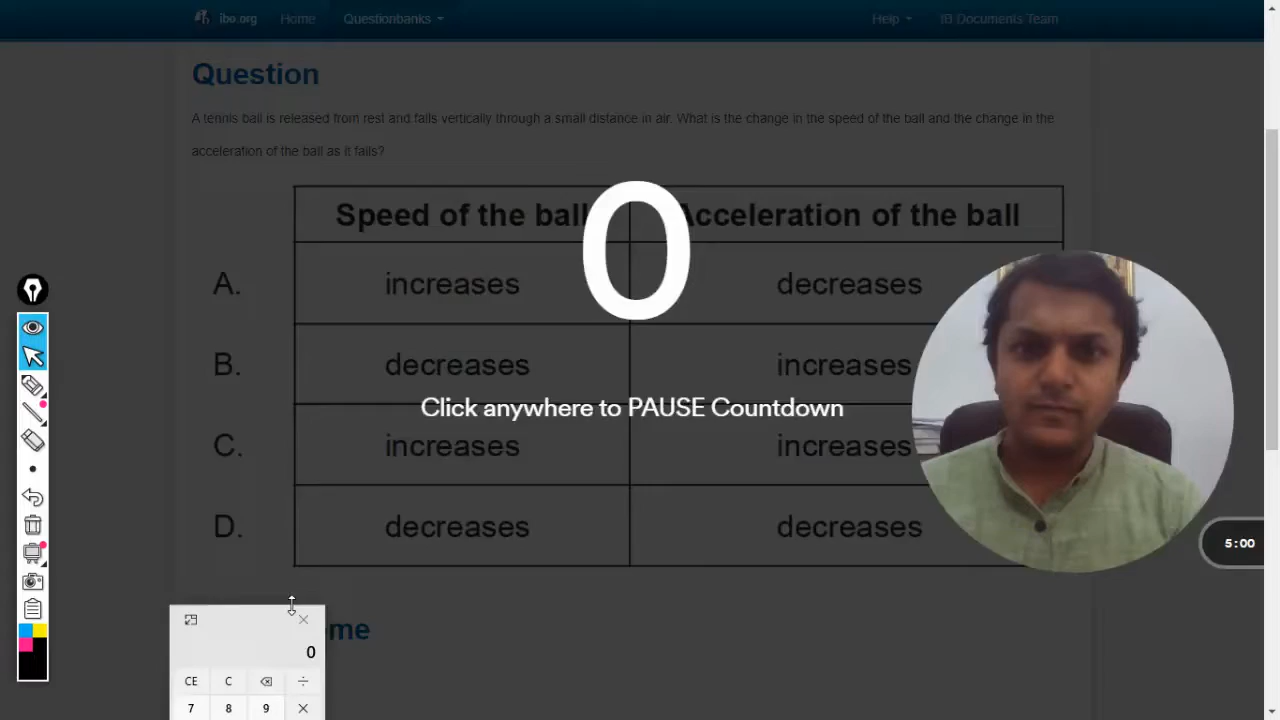 ibo.org Home Questionbanks Help IB Documents Team
Question
A tennis ball is released from rest and falls vertically through a small distance in air. What is the change in the speed of the ball and the change in the
acceleration of the ball as it falls?
Speed of the ball Acceleration of the ball
0
A. increases decreases
B. decreases increases
Click anywhere to PAUSE Countdown
C. increases increases
D. decreases decreases
5:00
0
CE C ÷
7 8 9 ×